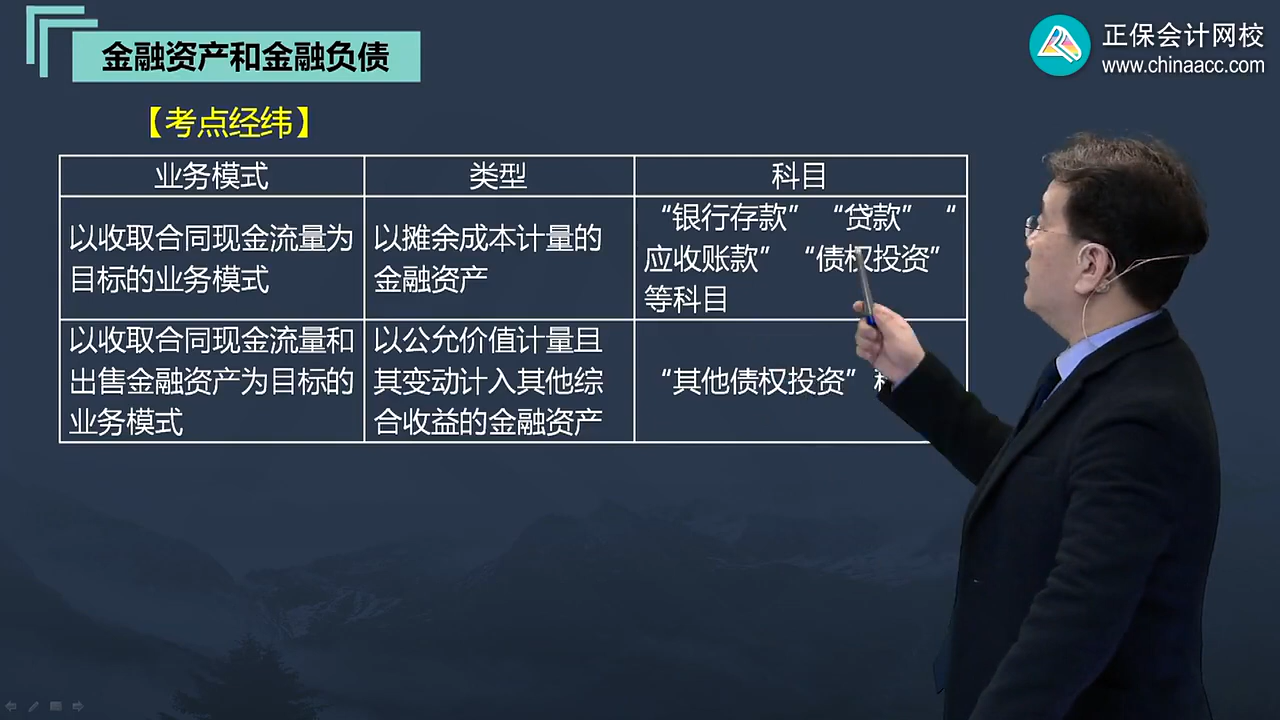 金融资产和金融负债
正保会计网校
www.chinaacc.com
【考点经纬】
业务模式
类型
科目
以收取合同现金流量为
目标的业务模式
以摊余成本计量的
金融资产
“银行存款” “贷款” “
应收账款” “债权投资”
等科目
以收取合同现金流量和
出售金融资产为目标的
业务模式
以公允价值计量且
其变动计入其他综
合收益的金融资产
“其他债权投资”